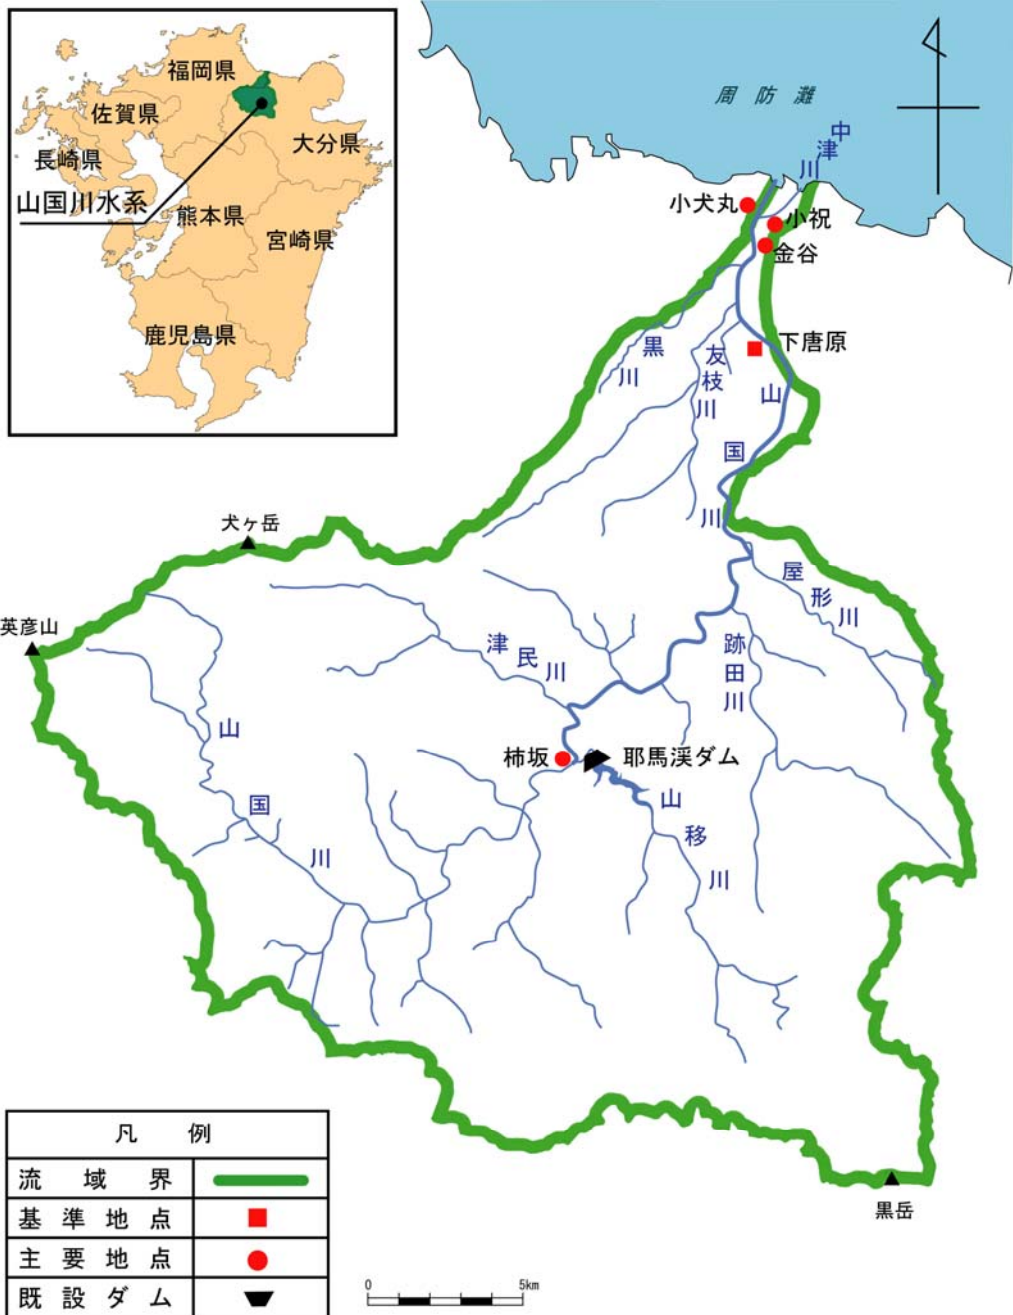 福岡県
佐賀県
長崎県
大分県
山国川水系
熊本県
宮崎県
鹿児島県
周防灘
中津川
小犬丸
小祝
金谷
下唐原
黒川
友枝川
山国川
犬ヶ岳
英彦山
屋形川
津民川
跡田川
山国川
柿坂
耶馬渓ダム
山移川
黒岳
凡 例
流域界
基準地点
主要地点
既設ダム
0 5km